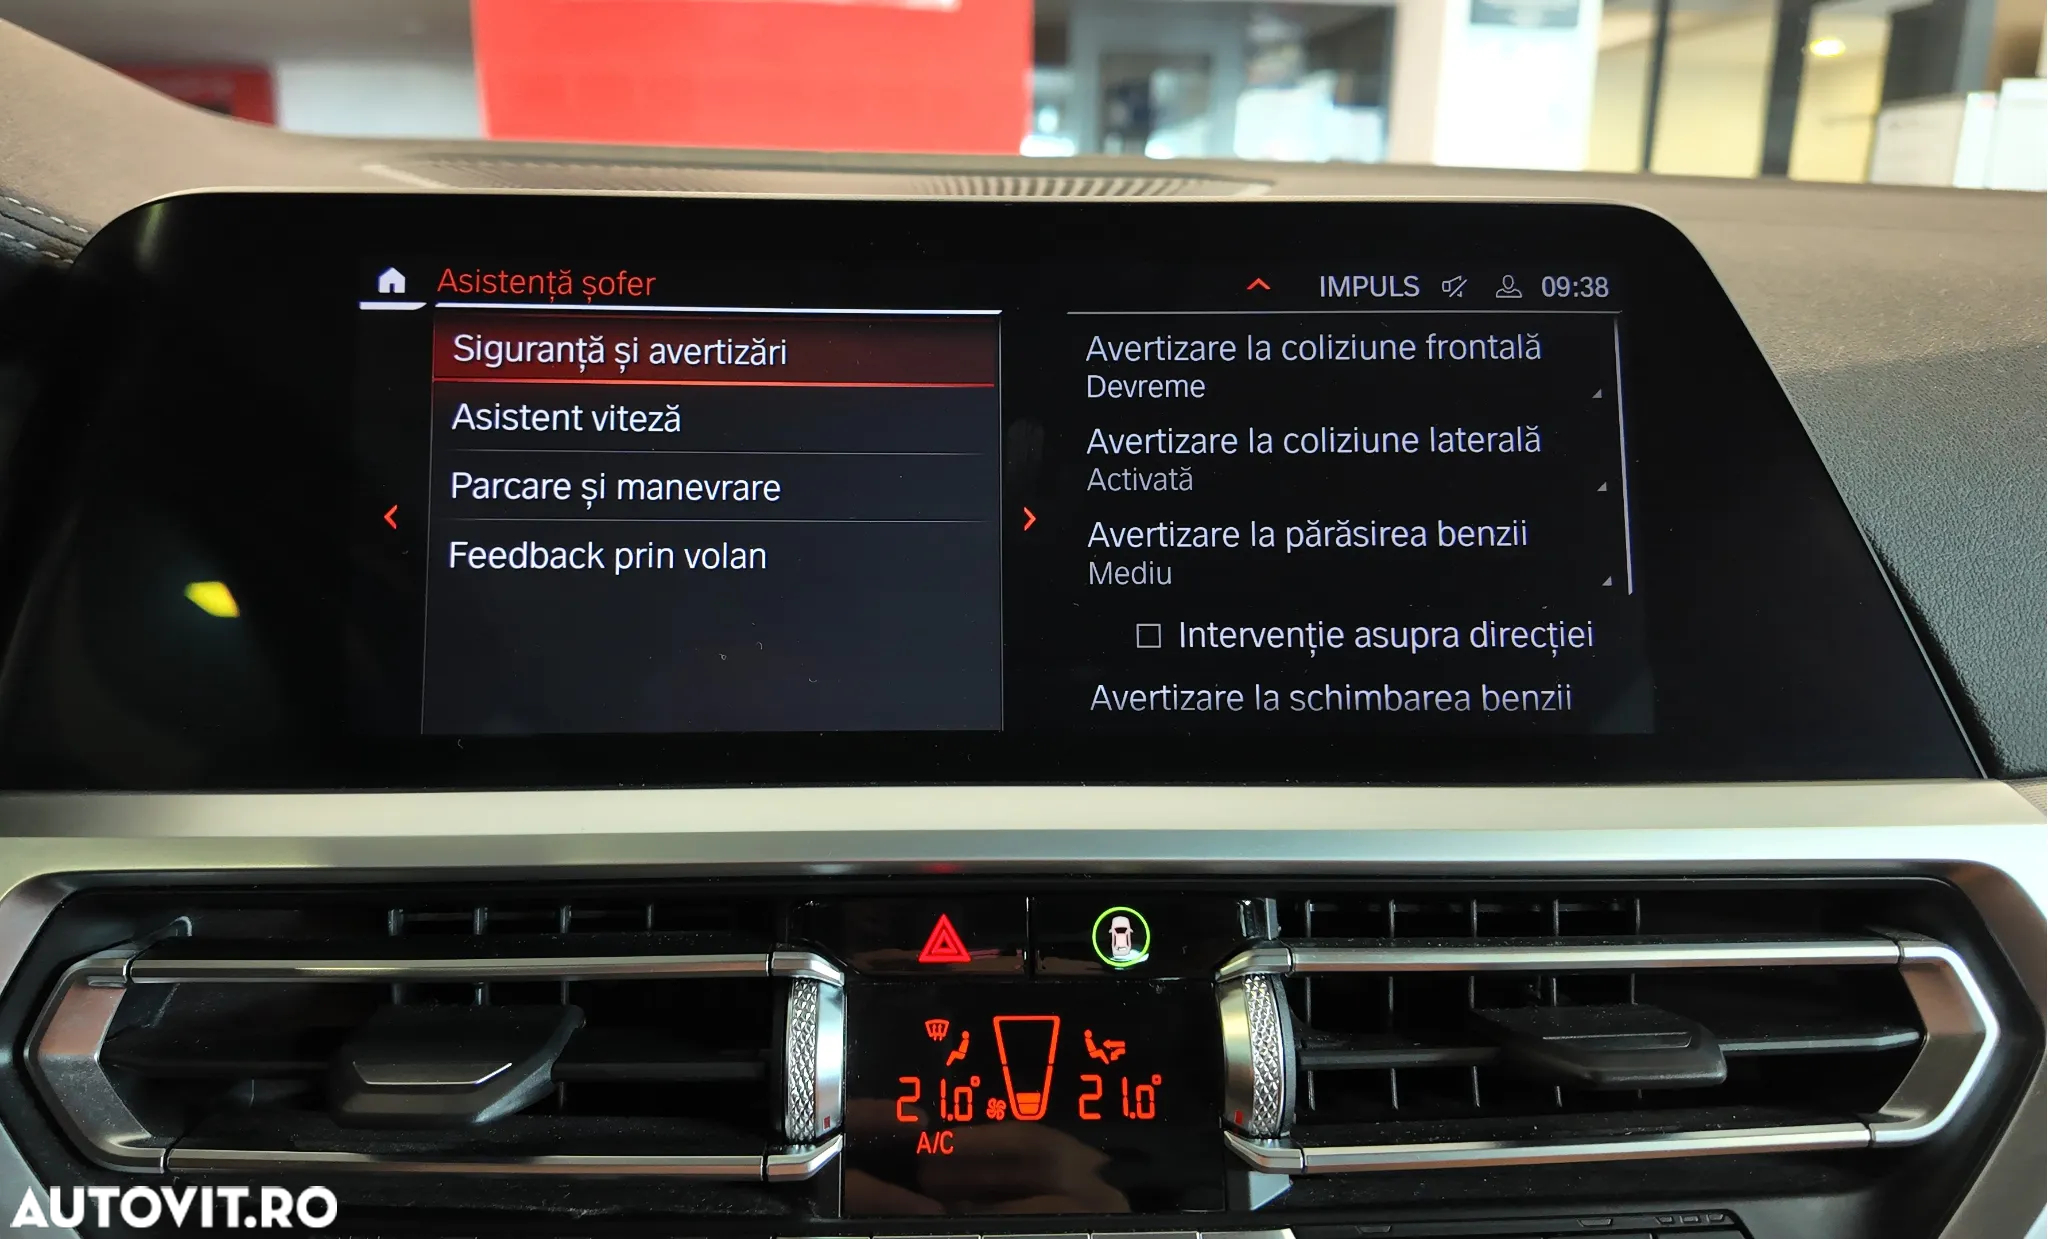 Asistență șofer
IMPULS 09:38
Siguranță și avertizări
Asistent viteză
Parcare și manevrare
Feedback prin volan
Avertizare la coliziune frontală
Devreme
Avertizare la coliziune laterală
Activată
Avertizare la părăsirea benzii
Mediu
Intervenție asupra direcției
Avertizare la schimbarea benzii
21.0° 21.0°
A/C
AUTOVIT.RO